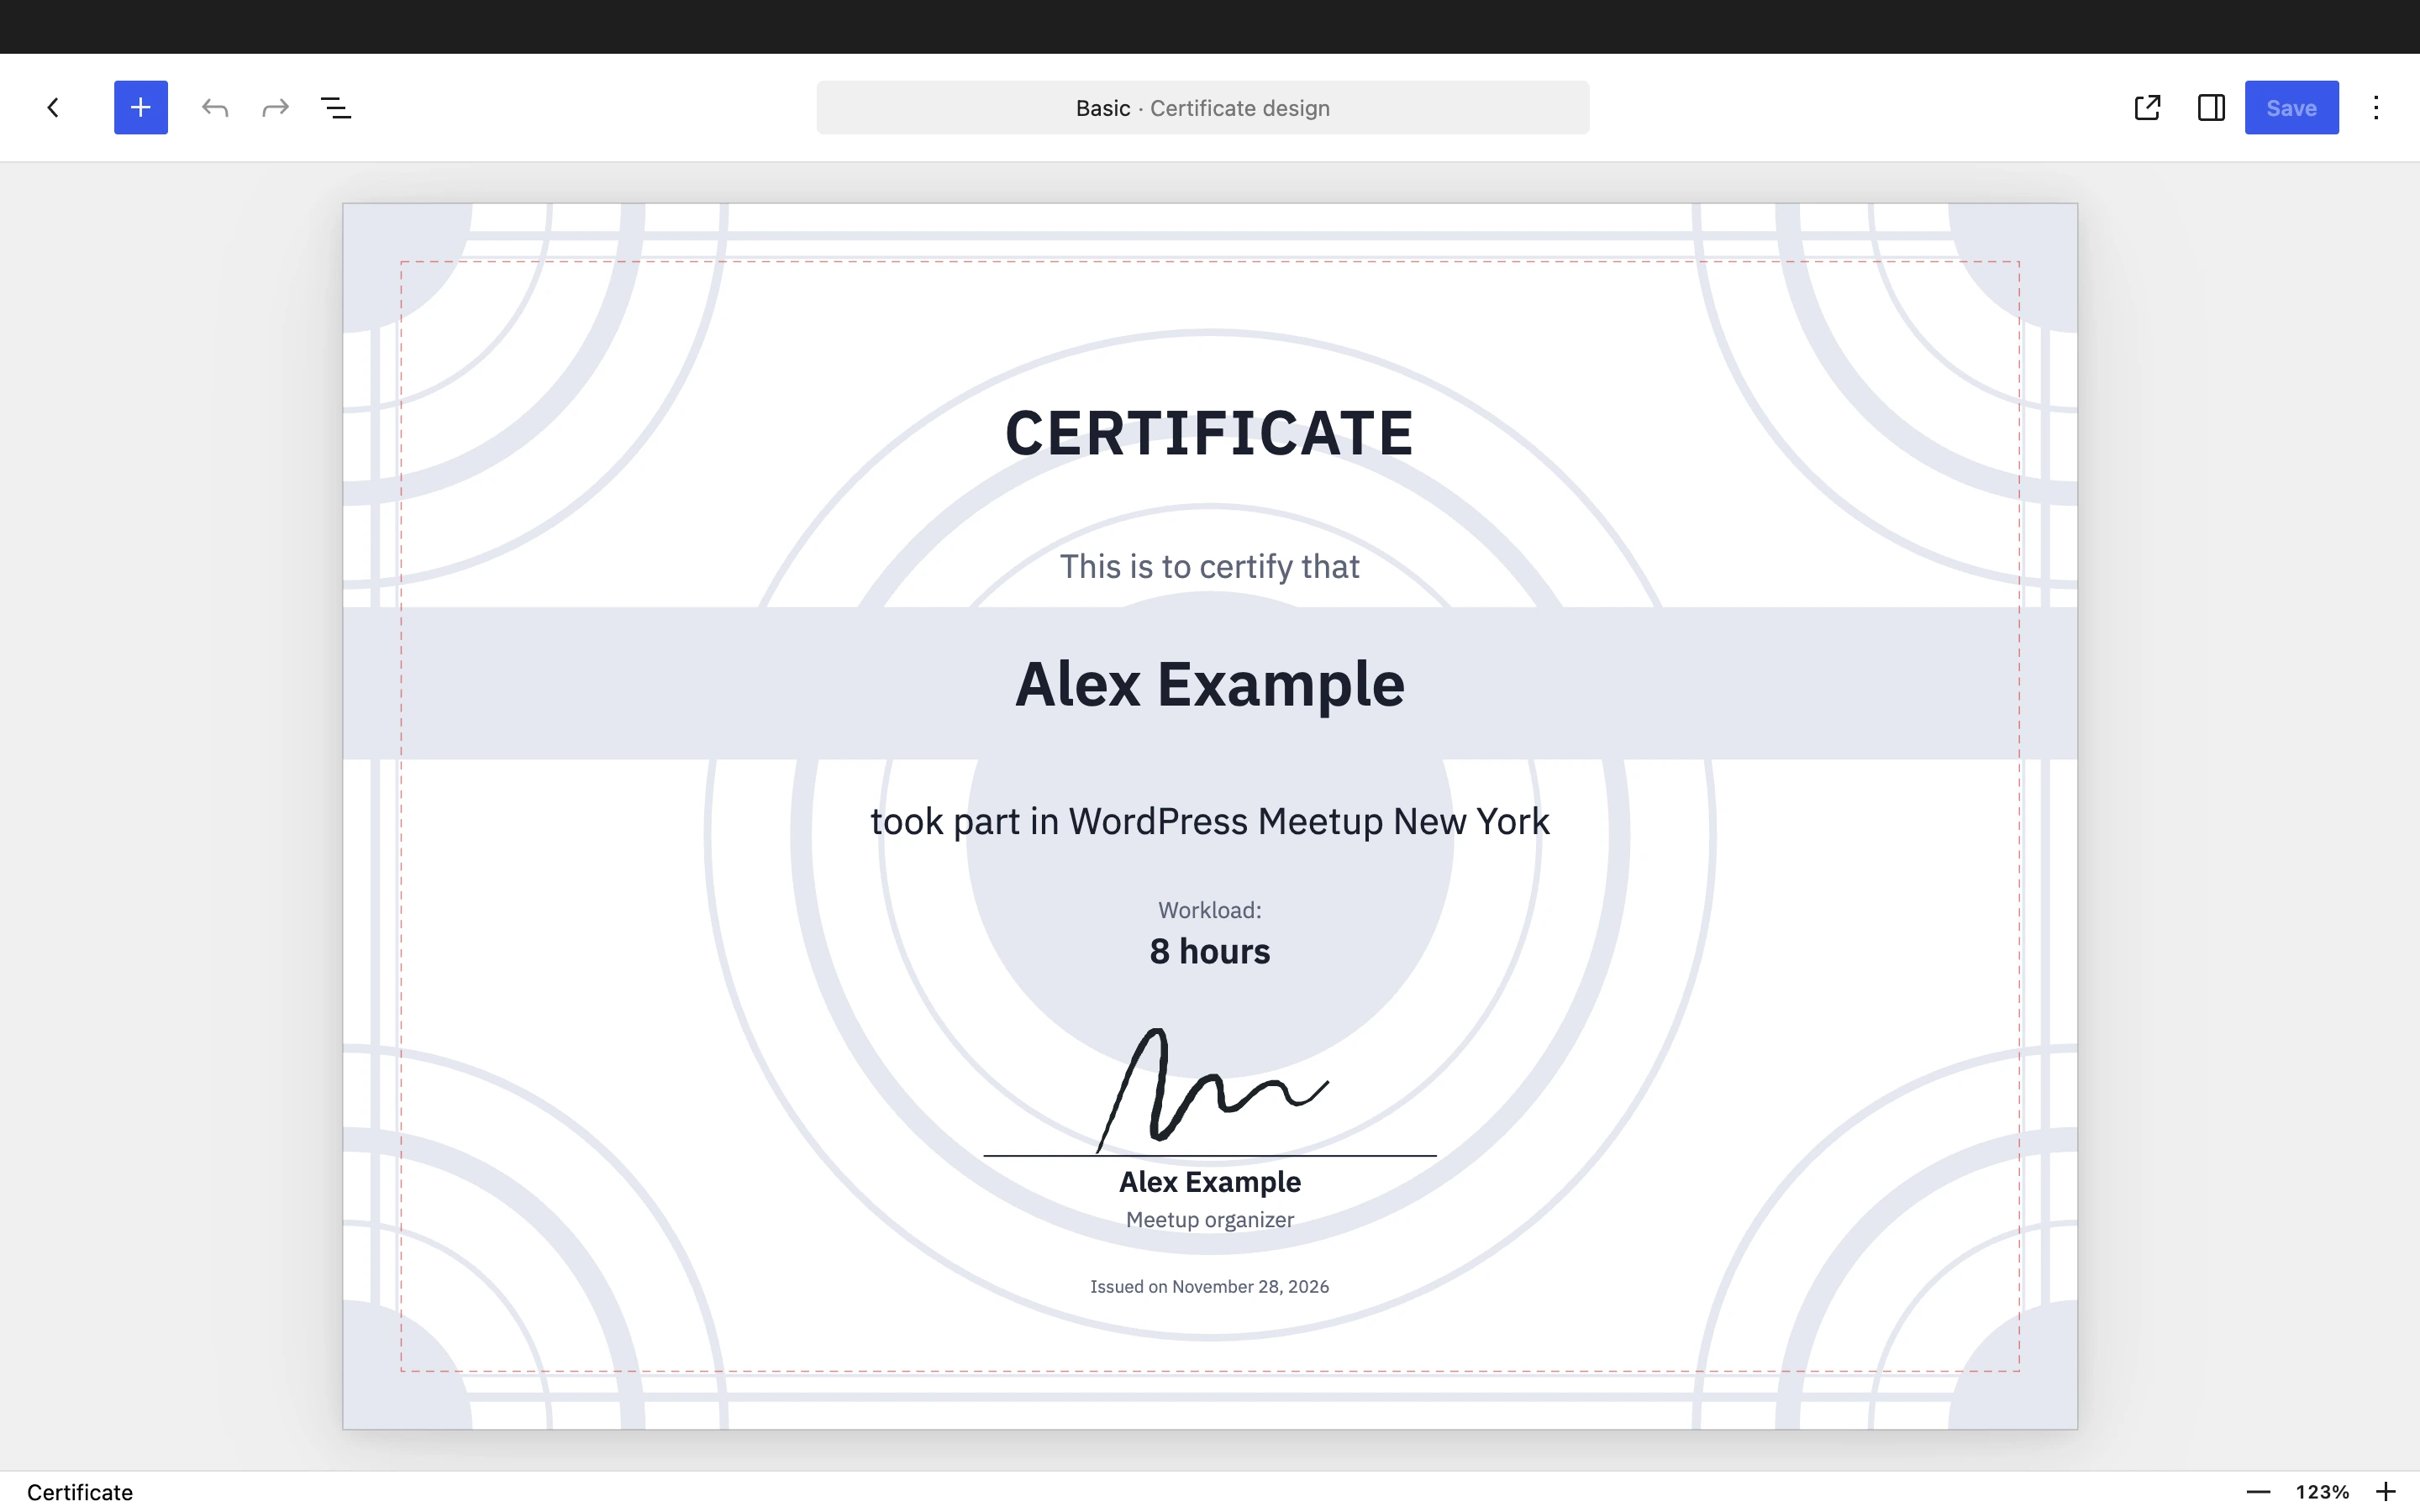 Basic · Certificate design
Save
CERTIFICATE
This is to certify that
Alex Example
took part in WordPress Meetup New York
Workload:
8 hours
Alex Example
Meetup organizer
Issued on November 28, 2026
Certificate
123%